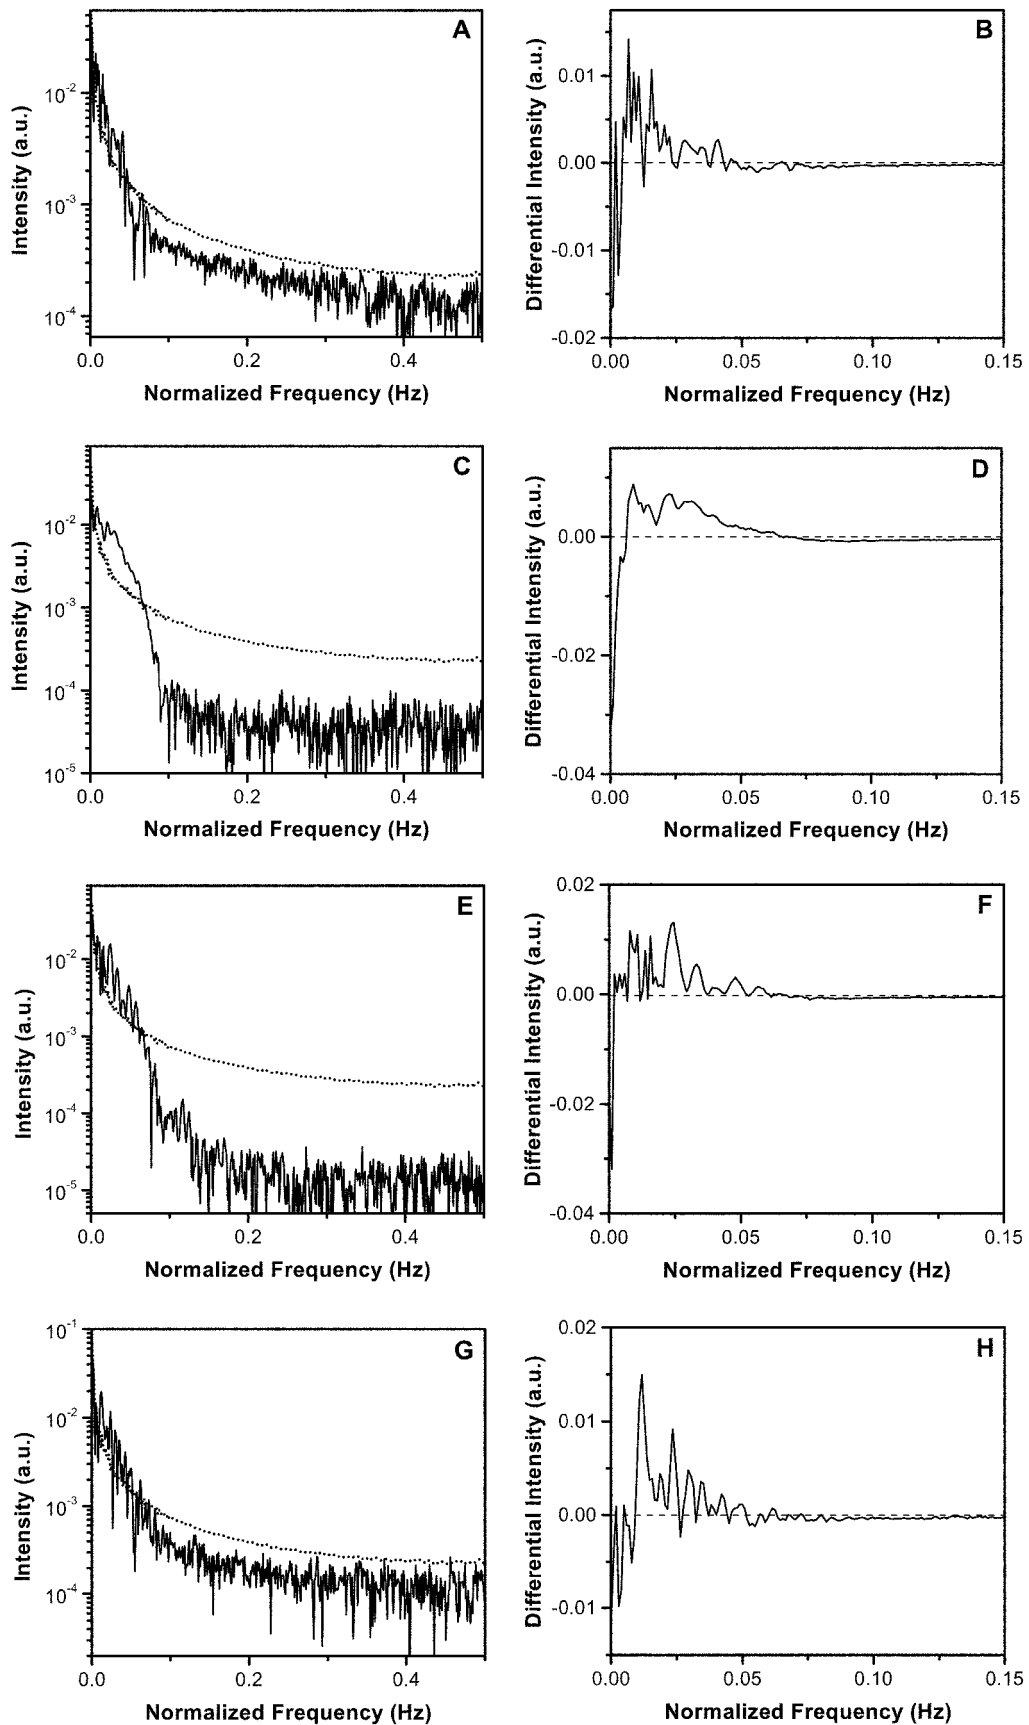 A
Intensity (a.u.)
10⁻²
10⁻³
10⁻⁴
0.0 0.2 0.4
Normalized Frequency (Hz)
B
Differential Intensity (a.u.)
0.01
0.00
-0.01
-0.02
0.00 0.05 0.10 0.15
Normalized Frequency (Hz)
C
Intensity (a.u.)
10⁻²
10⁻³
10⁻⁴
10⁻⁵
0.0 0.2 0.4
Normalized Frequency (Hz)
D
Differential Intensity (a.u.)
0.00
-0.02
-0.04
0.00 0.05 0.10 0.15
Normalized Frequency (Hz)
E
Intensity (a.u.)
10⁻²
10⁻³
10⁻⁴
10⁻⁵
0.0 0.2 0.4
Normalized Frequency (Hz)
F
Differential Intensity (a.u.)
0.02
0.00
-0.02
-0.04
0.00 0.05 0.10 0.15
Normalized Frequency (Hz)
G
Intensity (a.u.)
10⁻¹
10⁻²
10⁻³
10⁻⁴
0.0 0.2 0.4
Normalized Frequency (Hz)
H
Differential Intensity (a.u.)
0.02
0.01
0.00
-0.01
0.00 0.05 0.10 0.15
Normalized Frequency (Hz)